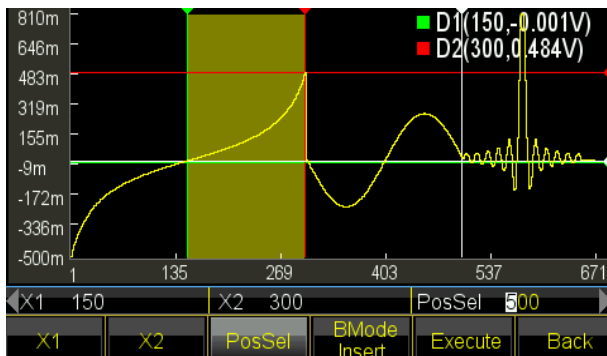 810m
646m
483m
319m
155m
-9m
-172m
-336m
-500m
D1(150,-0.001V)
D2(300,0.484V)
1 135 269 403 537 671
X1 150 X2 300 PosSel 500
X1 X2 PosSel BMode Insert Execute Back